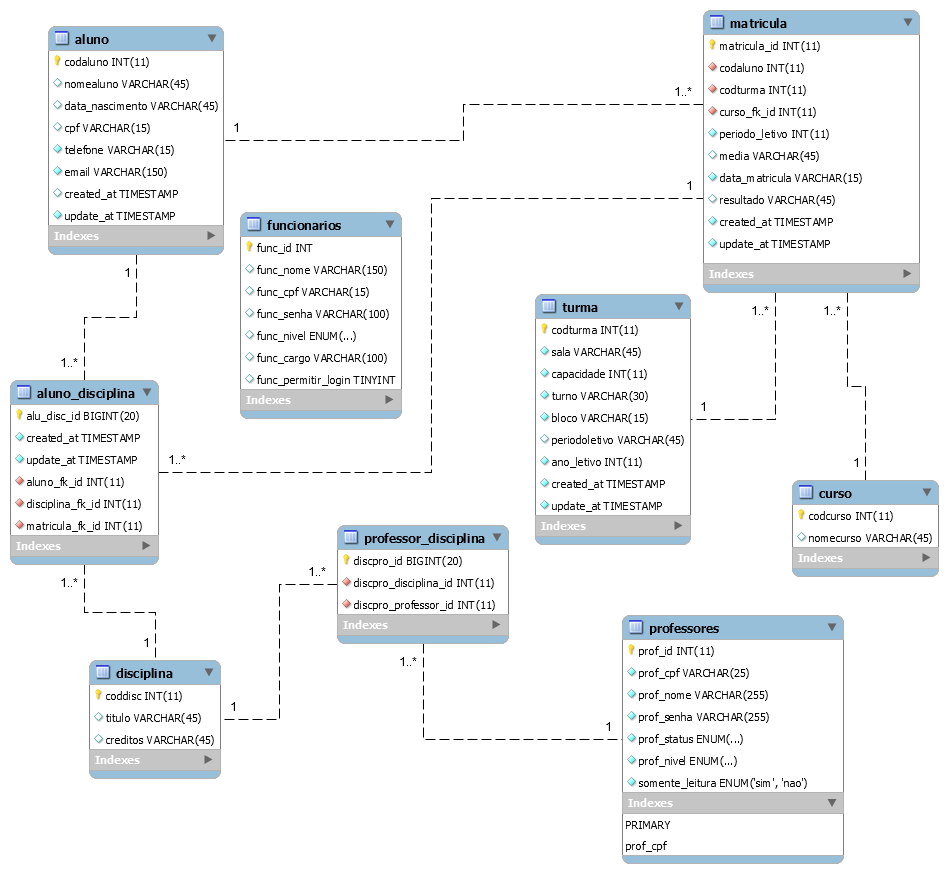 aluno
codaluno INT(11)
nomealuno VARCHAR(45)
data_nascimento VARCHAR(45)
cpf VARCHAR(15)
telefone VARCHAR(15)
email VARCHAR(150)
created_at TIMESTAMP
update_at TIMESTAMP
Indexes
matricula
matricula_id INT(11)
codaluno INT(11)
codturma INT(11)
curso_fk_id INT(11)
periodo_letivo INT(11)
media VARCHAR(45)
data_matricula VARCHAR(15)
resultado VARCHAR(45)
created_at TIMESTAMP
update_at TIMESTAMP
Indexes
1
1..*
1
1..*
funcionarios
func_id INT
func_nome VARCHAR(150)
func_cpf VARCHAR(15)
func_senha VARCHAR(100)
func_nivel ENUM(...)
func_cargo VARCHAR(100)
func_permitir_login TINYINT
Indexes
1
1..*
turma
codturma INT(11)
sala VARCHAR(45)
capacidade INT(11)
turno VARCHAR(30)
bloco VARCHAR(15)
periodoletivo VARCHAR(45)
ano_letivo INT(11)
created_at TIMESTAMP
update_at TIMESTAMP
Indexes
1..*
1
1..*
1
aluno_disciplina
alu_disc_id BIGINT(20)
created_at TIMESTAMP
update_at TIMESTAMP
aluno_fk_id INT(11)
disciplina_fk_id INT(11)
matricula_fk_id INT(11)
Indexes
curso
codcurso INT(11)
nomecurso VARCHAR(45)
Indexes
1..*
1
professor_disciplina
discpro_id BIGINT(20)
discpro_disciplina_id INT(11)
discpro_professor_id INT(11)
Indexes
1..*
1
disciplina
coddisc INT(11)
titulo VARCHAR(45)
creditos VARCHAR(45)
Indexes
1..*
1
professores
prof_id INT(11)
prof_cpf VARCHAR(25)
prof_nome VARCHAR(255)
prof_senha VARCHAR(255)
prof_status ENUM(...)
prof_nivel ENUM(...)
somente_leitura ENUM('sim', 'nao')
Indexes
PRIMARY
prof_cpf